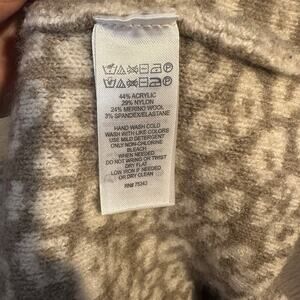 44% ACRYLIC
29% NYLON
24% MERINO WOOL
3% SPANDEX/ELASTANE
HAND WASH COLD
WASH WITH LIKE COLORS
USE MILD DETERGENT
ONLY NON-CHLORINE
BLEACH
WHEN NEEDED
DO NOT WRING OR TWIST
DRY FLAT
LOW IRON IF NEEDED
OR DRY CLEAN
RN# 75343